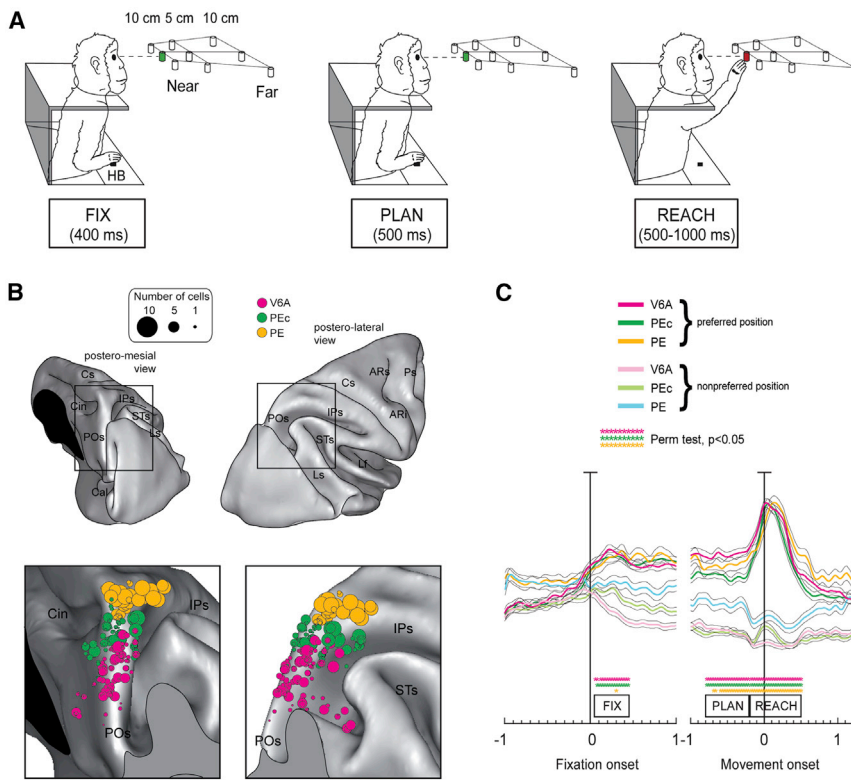 A
10 cm 5 cm 10 cm
Near
Far
HB
FIX
(400 ms)
PLAN
(500 ms)
REACH
(500-1000 ms)
B
Number of cells
10 5 1
V6A
PEc
PE
postero-mesial
view
postero-lateral
view
Cs
Cin
IPs
STs
POs
Ls
Cal
ARs
Ps
Cs
IPs
POs
ARi
STs
Lf
Ls
Cin
IPs
POs
IPs
STs
POs
C
V6A
PEc
PE
preferred position
V6A
PEc
PE
nonpreferred position
Perm test, p<0.05
FIX
PLAN
REACH
-1 0 1
Fixation onset
-1 0 1
Movement onset